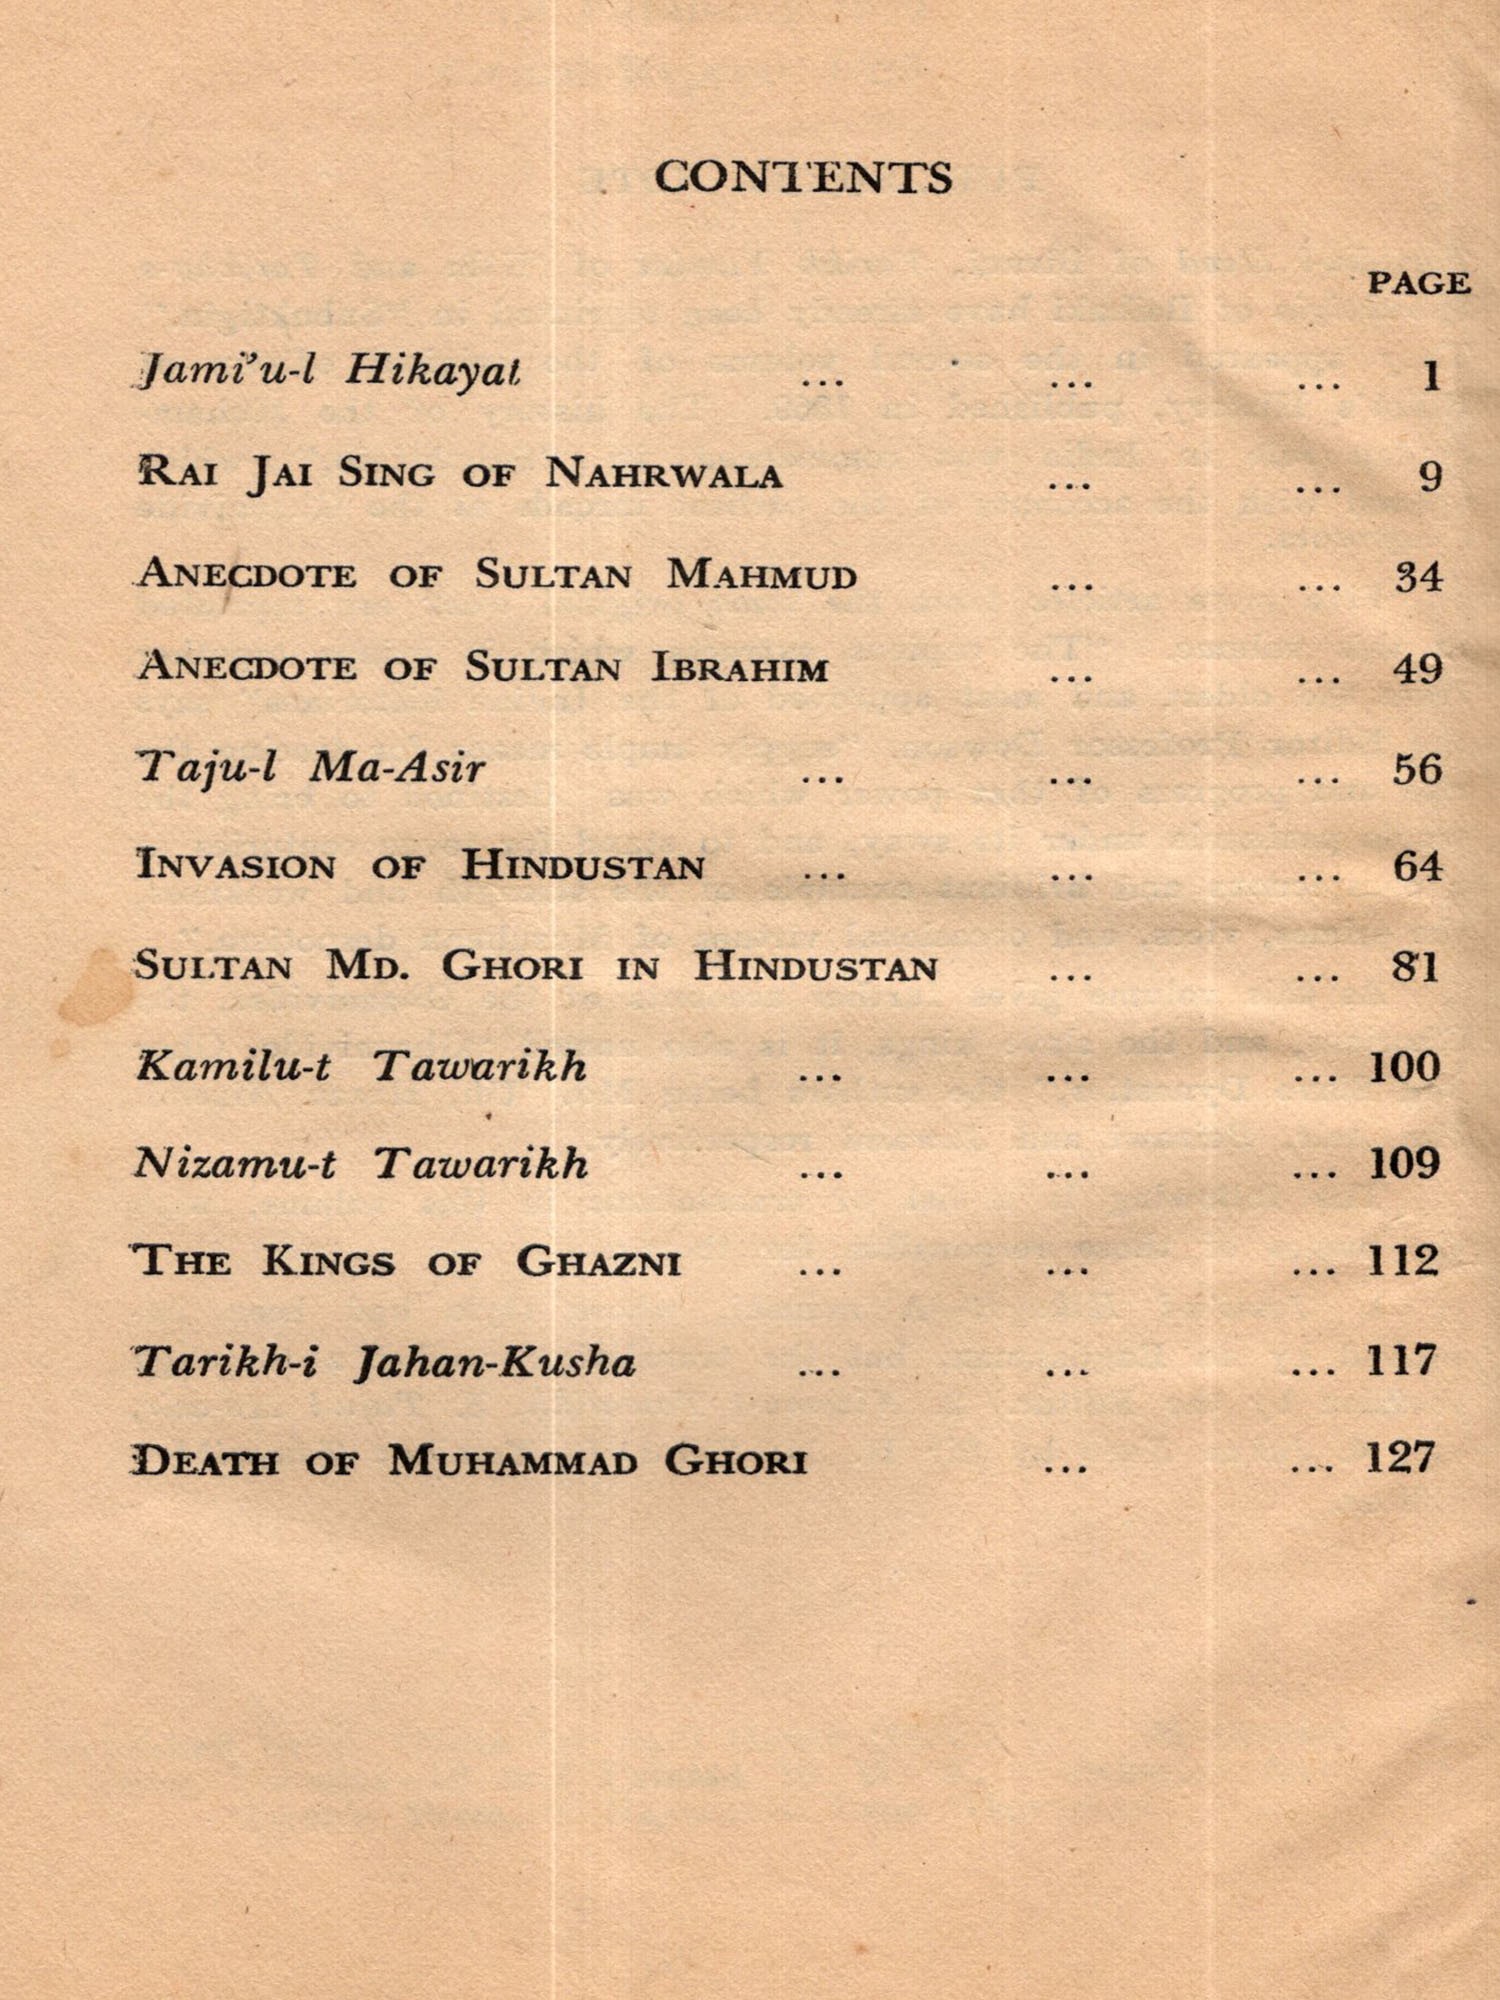 CONTENTS
PAGE
Jami’u-l Hikayat ... ... ... 1
RAI JAI SING OF NAHRWALA ... ... 9
ANECDOTE OF SULTAN MAHMUD ... ... 34
ANECDOTE OF SULTAN IBRAHIM ... ... 49
Taju-l Ma-Asir ... ... ... 56
INVASION OF HINDUSTAN ... ... ... 64
SULTAN MD. GHORI IN HINDUSTAN ... ... 81
Kamilu-t Tawarikh ... ... ... 100
Nizamu-t Tawarikh ... ... ... 109
THE KINGS OF GHAZNI ... ... ... 112
Tarikh-i Jahan-Kusha ... ... ... 117
DEATH OF MUHAMMAD GHORI ... ... 127